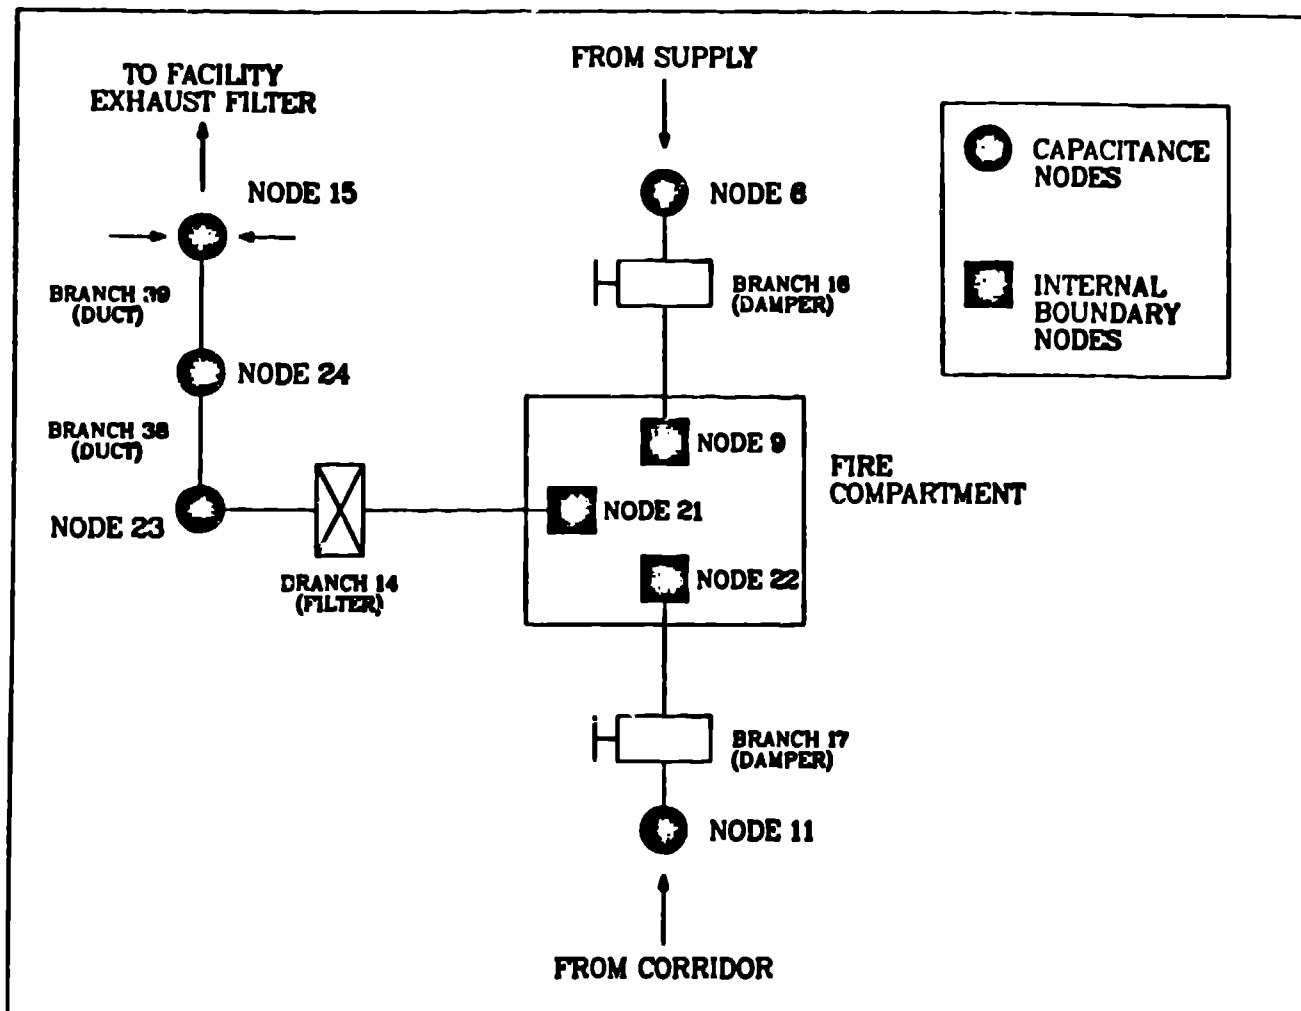 TO FACILITY
EXHAUST FILTER
FROM SUPPLY
NODE 15
NODE 6
CAPACITANCE
NODES
BRANCH 39
(DUCT)
BRANCH 16
(DAMPER)
INTERNAL
BOUNDARY
NODES
NODE 24
BRANCH 38
(DUCT)
NODE 9
FIRE
COMPARTMENT
NODE 21
NODE 23
NODE 22
BRANCH 14
(FILTER)
BRANCH 17
(DAMPER)
NODE 11
FROM CORRIDOR